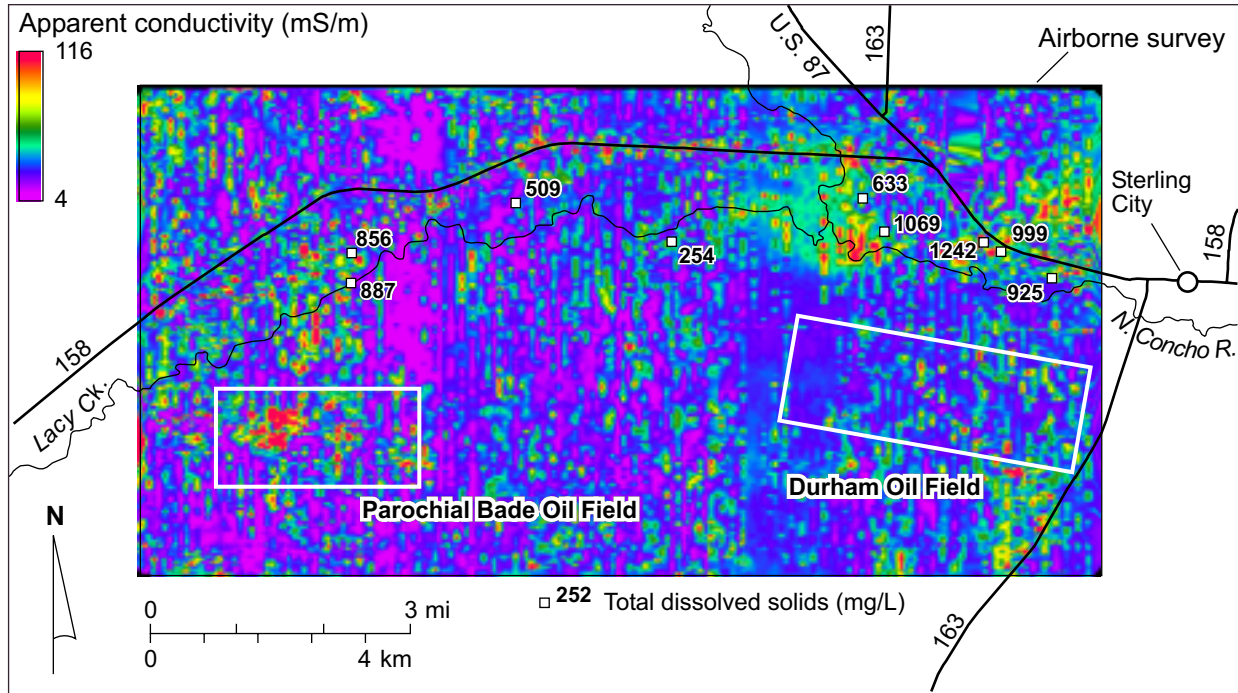 Apparent conductivity (mS/m)
116
4
U.S. 87
163
Airborne survey
Sterling
City
158
509
633
1069
999
1242
856
254
887
925
N. Concho R.
158
Lacy Ck.
Durham Oil Field
Parochial Bade Oil Field
N
252 Total dissolved solids (mg/L)
0 3 mi
0 4 km
163